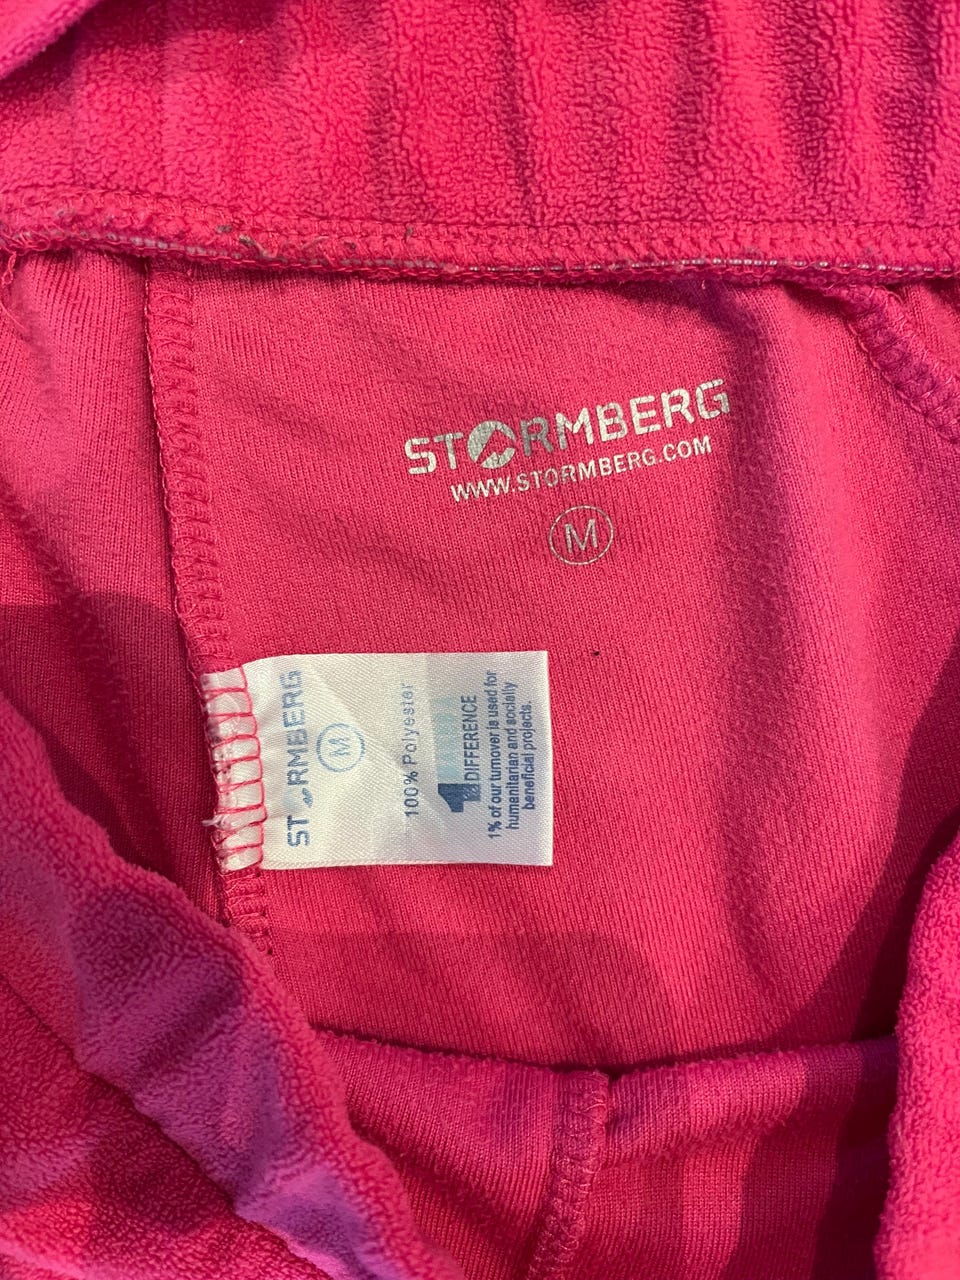 STORMBERG
WWW.STORMBERG.COM
M
STORMBERG
M
100% Polyester
1
DIFFERENCE
1% of our turnover is used for
humanitarian and socially
beneficial projects.